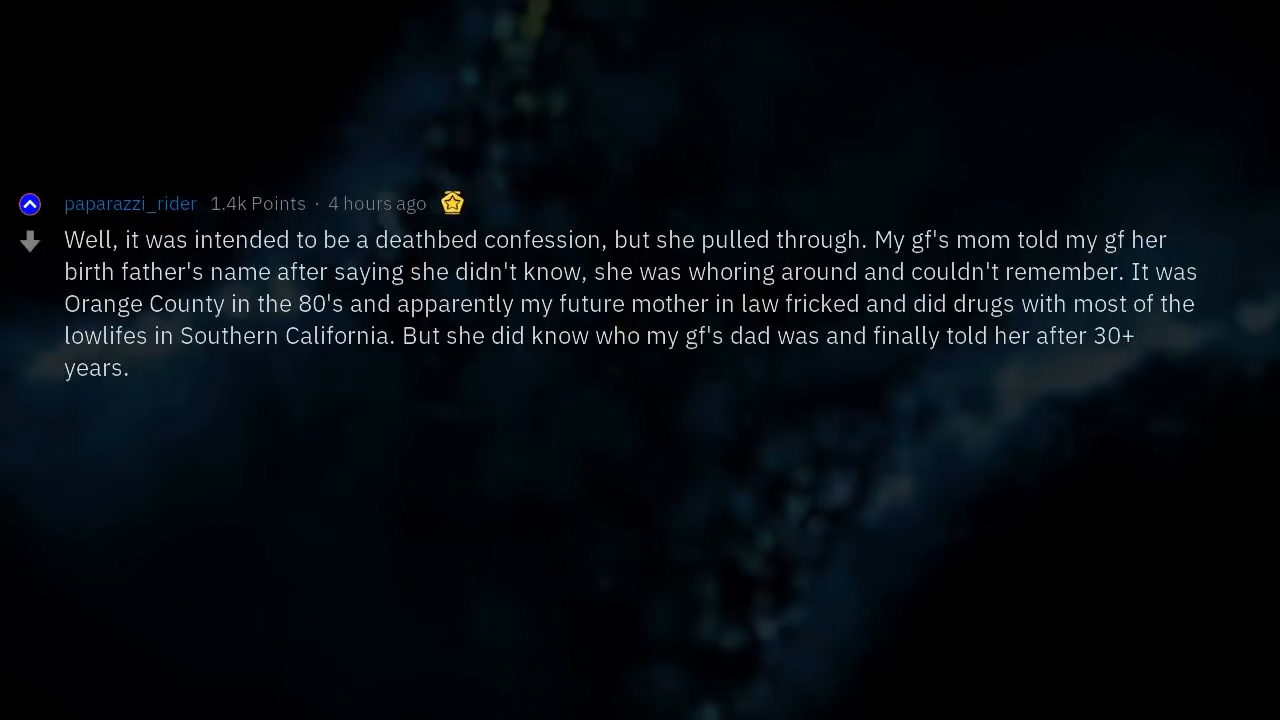 paparazzi_rider 1.4k Points · 4 hours ago
Well, it was intended to be a deathbed confession, but she pulled through. My gf's mom told my gf her
birth father's name after saying she didn't know, she was whoring around and couldn't remember. It was
Orange County in the 80's and apparently my future mother in law fricked and did drugs with most of the
lowlifes in Southern California. But she did know who my gf's dad was and finally told her after 30+
years.